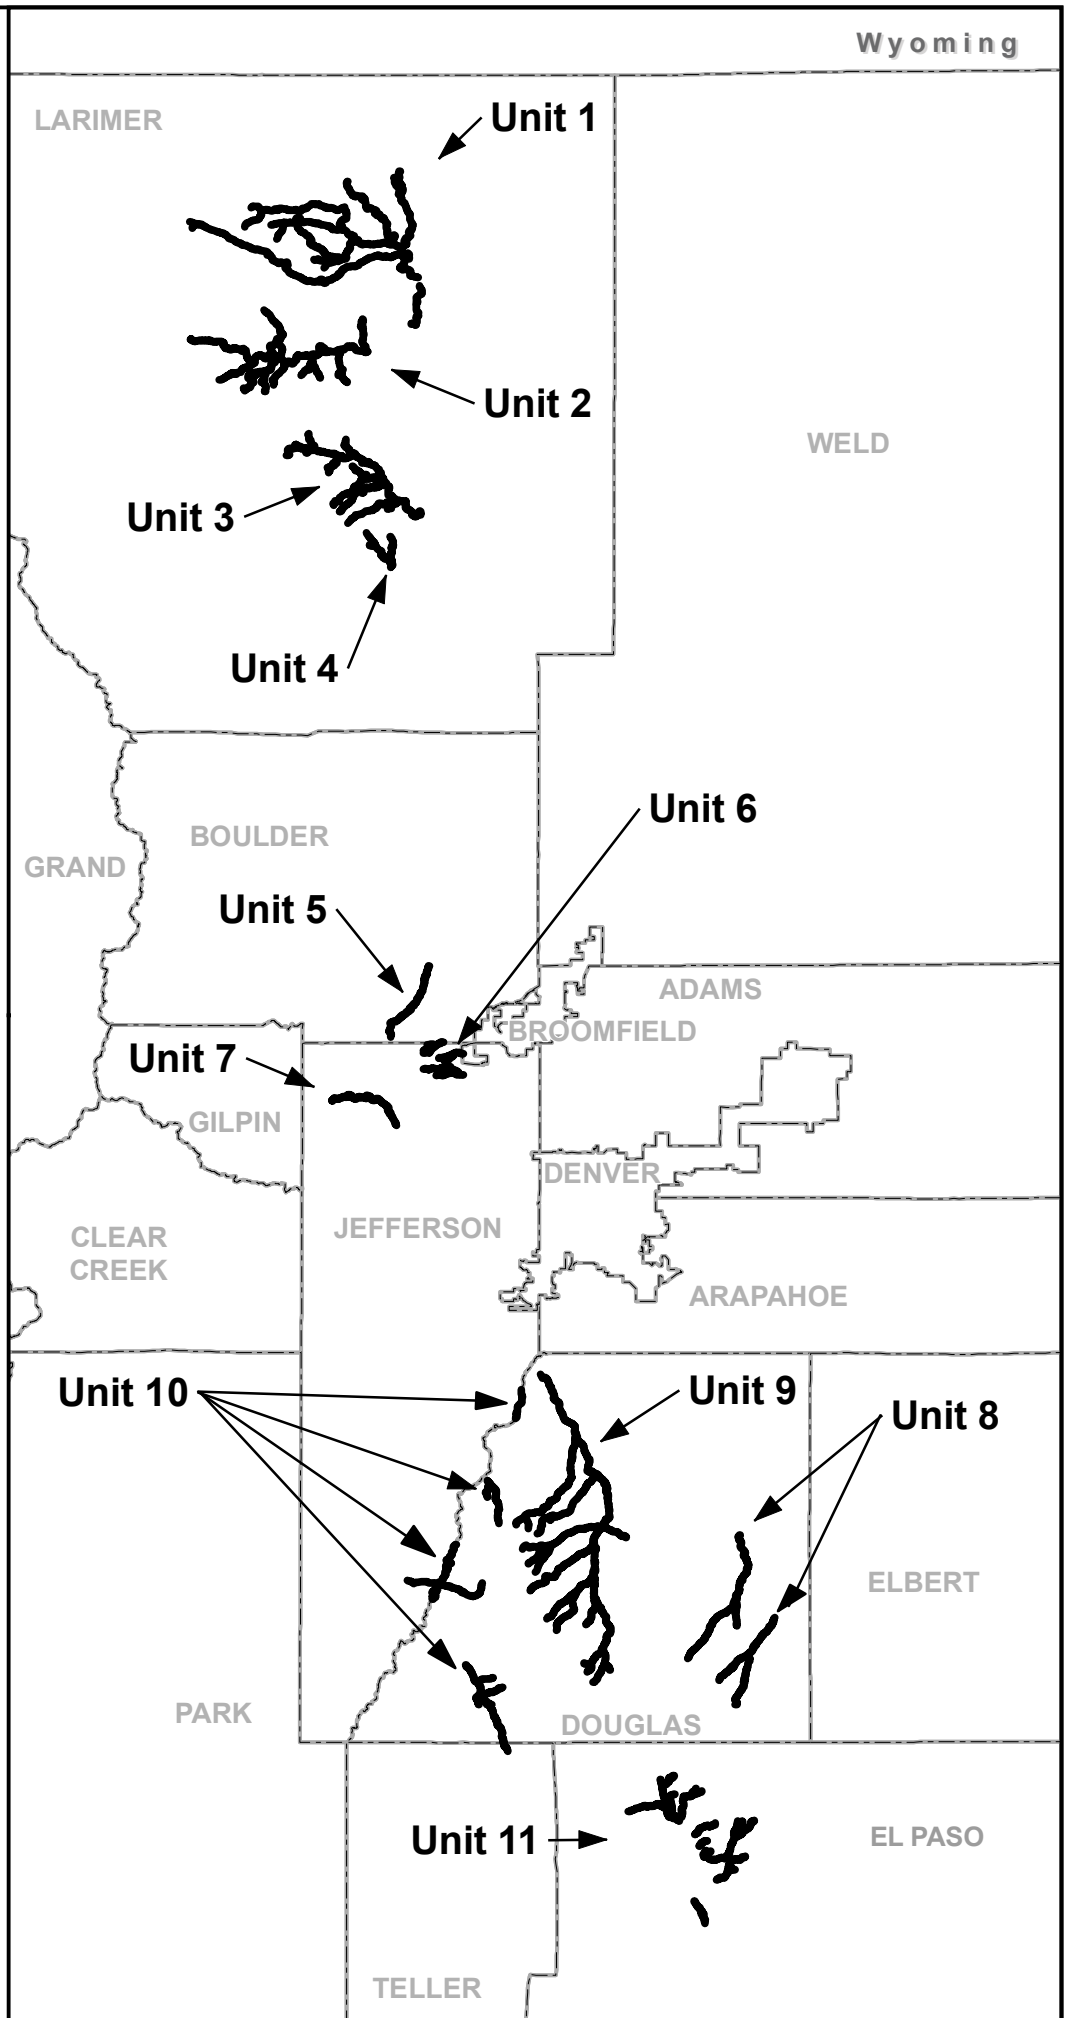 Wyoming
LARIMER
Unit 1
Unit 2
WELD
Unit 3
Unit 4
Unit 6
BOULDER
GRAND
Unit 5
ADAMS
BROOMFIELD
Unit 7
GILPIN
DENVER
JEFFERSON
CLEAR
CREEK
ARAPAHOE
Unit 10
Unit 9
Unit 8
ELBERT
PARK
DOUGLAS
Unit 11
EL PASO
TELLER